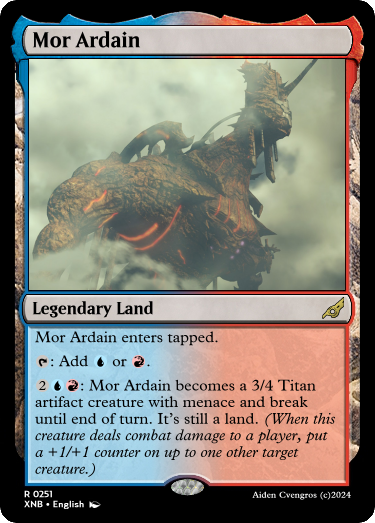 Mor Ardain
Legendary Land
Mor Ardain enters tapped.
: Add or .
2 : Mor Ardain becomes a 3/4 Titan
artifact creature with menace and break
until end of turn. It's still a land. (When this
creature deals combat damage to a player, put
a +1/+1 counter on up to one other target
creature.)
R 0251
XNB • English
Aiden Cvengros (c)2024